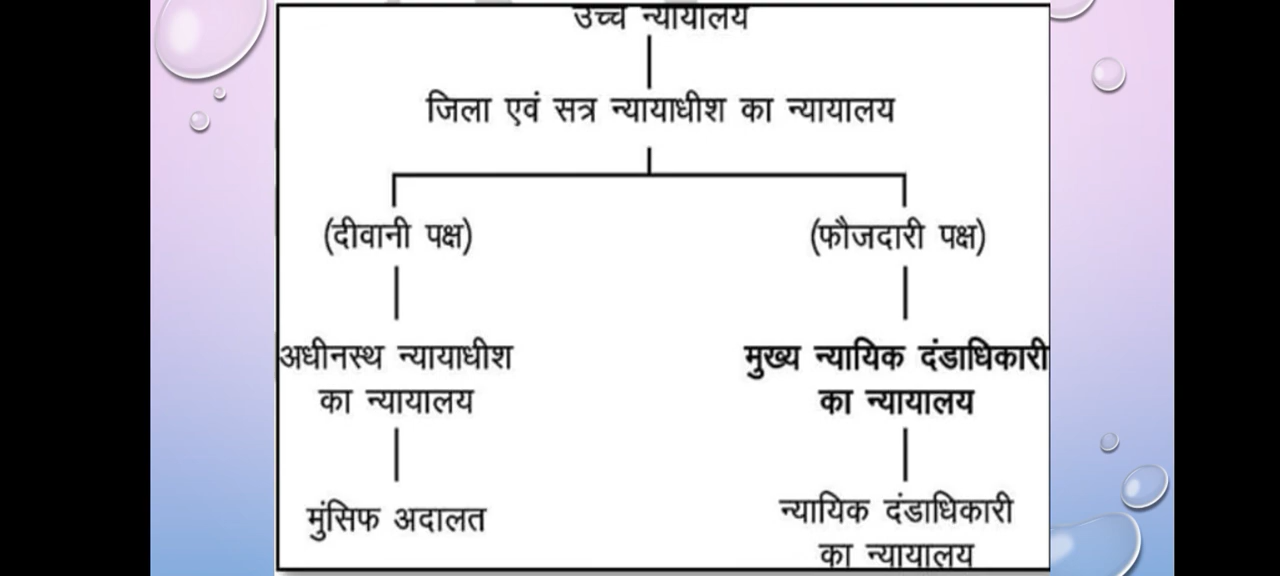 उच्च न्यायालय
जिला एवं सत्र न्यायाधीश का न्यायालय
(दीवानी पक्ष)
(फौजदारी पक्ष)
अधीनस्थ न्यायाधीश
का न्यायालय
मुख्य न्यायिक दंडाधिकारी
का न्यायालय
मुंसिफ अदालत
न्यायिक दंडाधिकारी
का न्यायालय